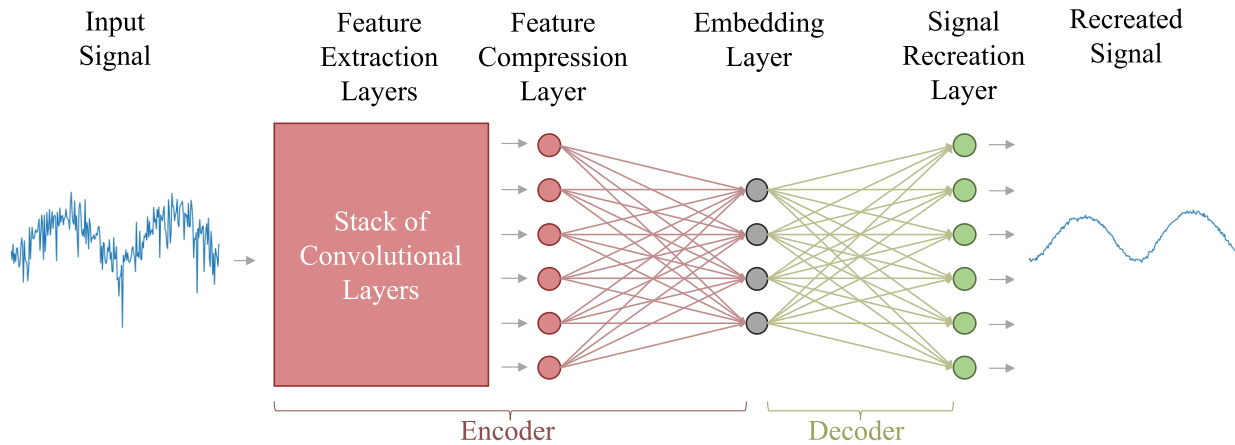 Input
Signal
Feature
Extraction
Layers
Feature
Compression
Layer
Embedding
Layer
Signal
Recreation
Layer
Recreated
Signal
Stack of
Convolutional
Layers
Encoder
Decoder